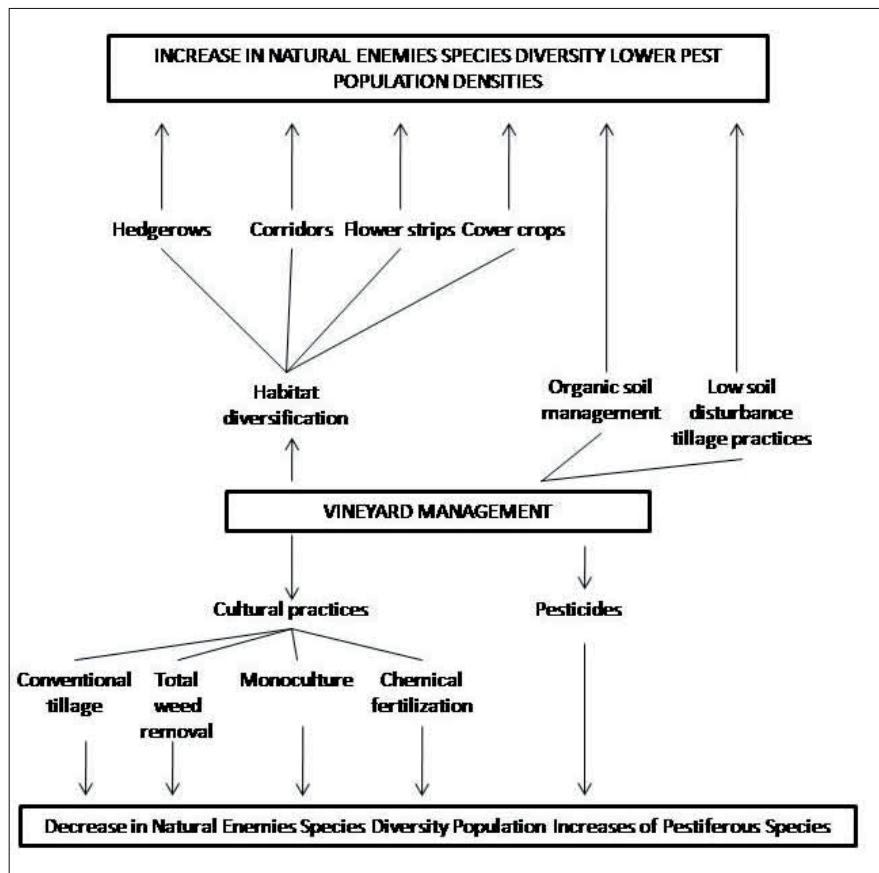 INCREASE IN NATURAL ENEMIES SPECIES DIVERSITY LOWER PEST
POPULATION DENSITIES
Hedgerows
Corridors
Flower strips
Cover crops
Habitat
diversification
Organic soil
management
Low soil
disturbance
tillage practices
VINEYARD MANAGEMENT
Cultural practices
Pesticides
Conventional
tillage
Total
weed
removal
Monoculture
Chemical
fertilization
Decrease in Natural Enemies Species Diversity Population Increases of Pestiferous Species